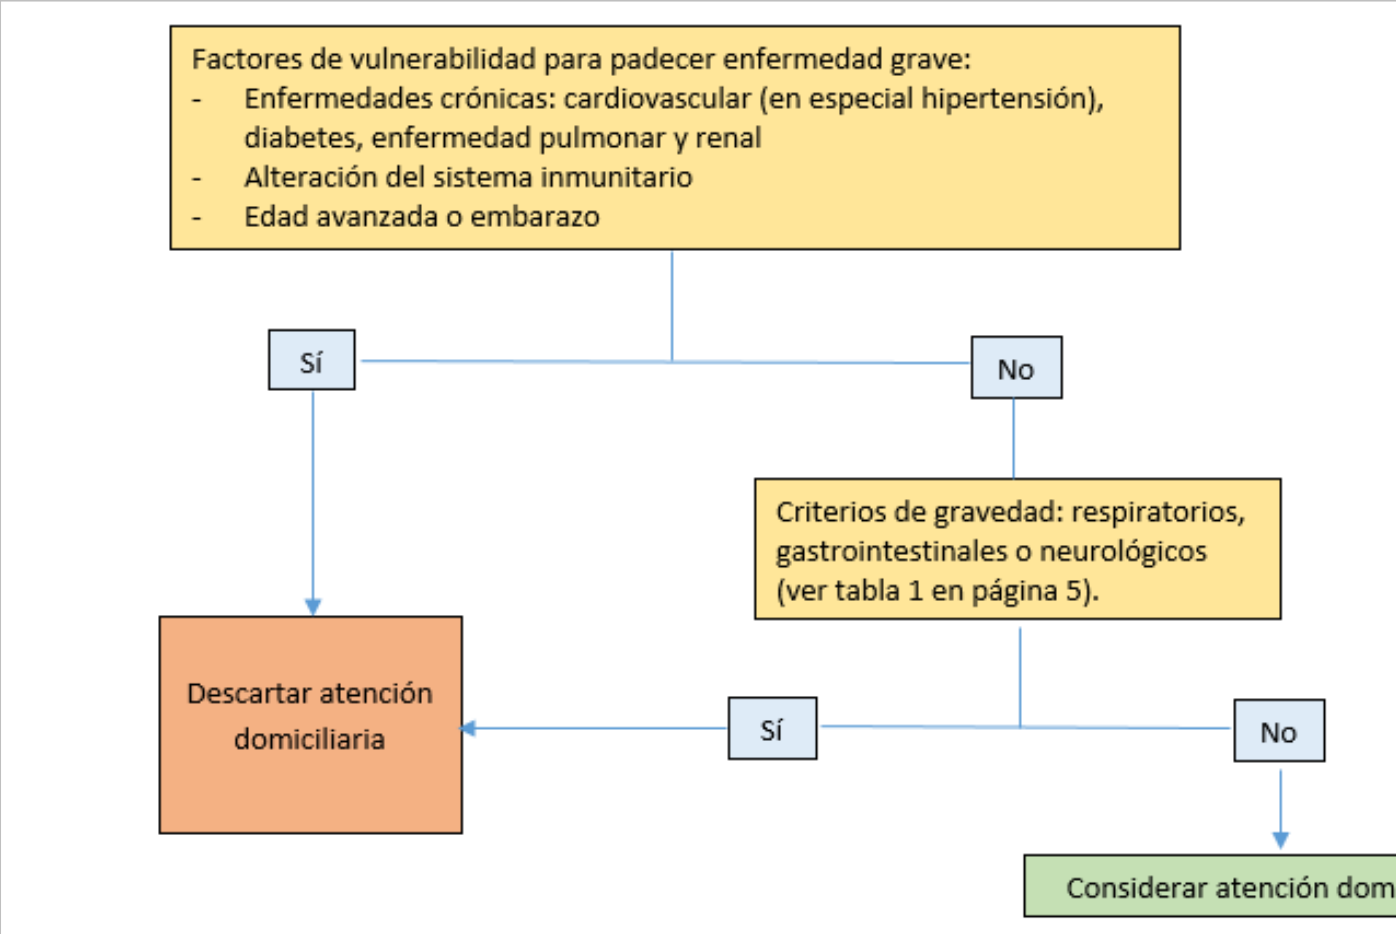 Factores de vulnerabilidad para padecer enfermedad grave:
- Enfermedades crónicas: cardiovascular (en especial hipertensión),
diabetes, enfermedad pulmonar y renal
- Alteración del sistema inmunitario
- Edad avanzada o embarazo
Sí
No
Criterios de gravedad: respiratorios,
gastrointestinales o neurológicos
(ver tabla 1 en página 5).
Descartar atención
domiciliaria
Sí
No
Considerar atención dom